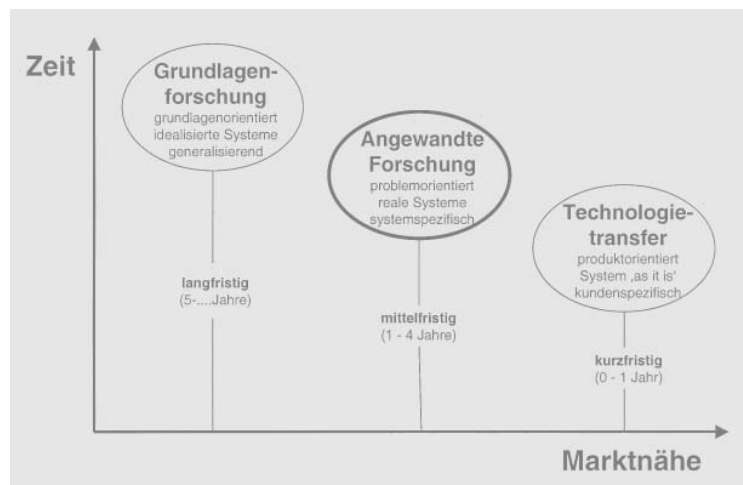 Zeit
Grundlagen-
forschung
grundlagenorientiert
idealisierte Systeme
generalisierend
langfristig
(5-....Jahre)
Angewandte
Forschung
problemorientiert
reale Systeme
systemspezifisch
mittelfristig
(1 - 4 Jahre)
Technologie-
transfer
produktorientiert
System ‚as it is‘
kundenspezifisch
kurzfristig
(0 - 1 Jahr)
Marktnähe